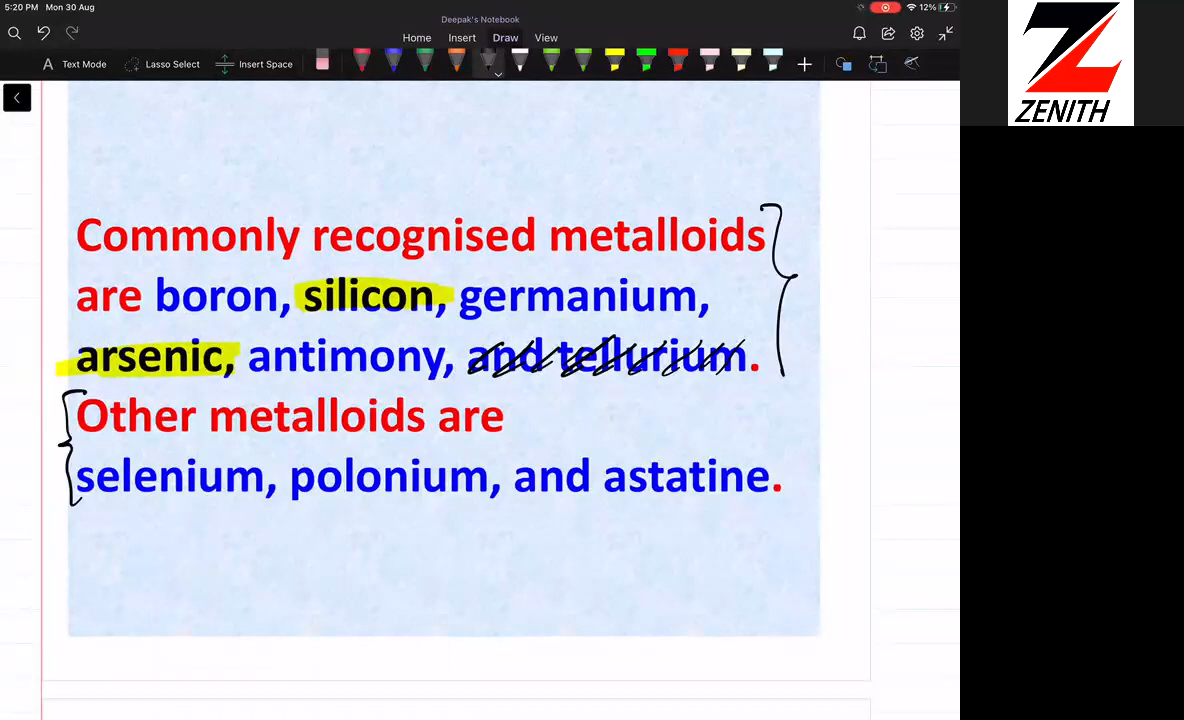 5:20 PM Mon 30 Aug
12%
Deepak's Notebook
Home Insert Draw View
Text Mode Lasso Select Insert Space
ZENITH
Commonly recognised metalloids
are boron, silicon, germanium,
arsenic, antimony, and tellurium.
Other metalloids are
selenium, polonium, and astatine.